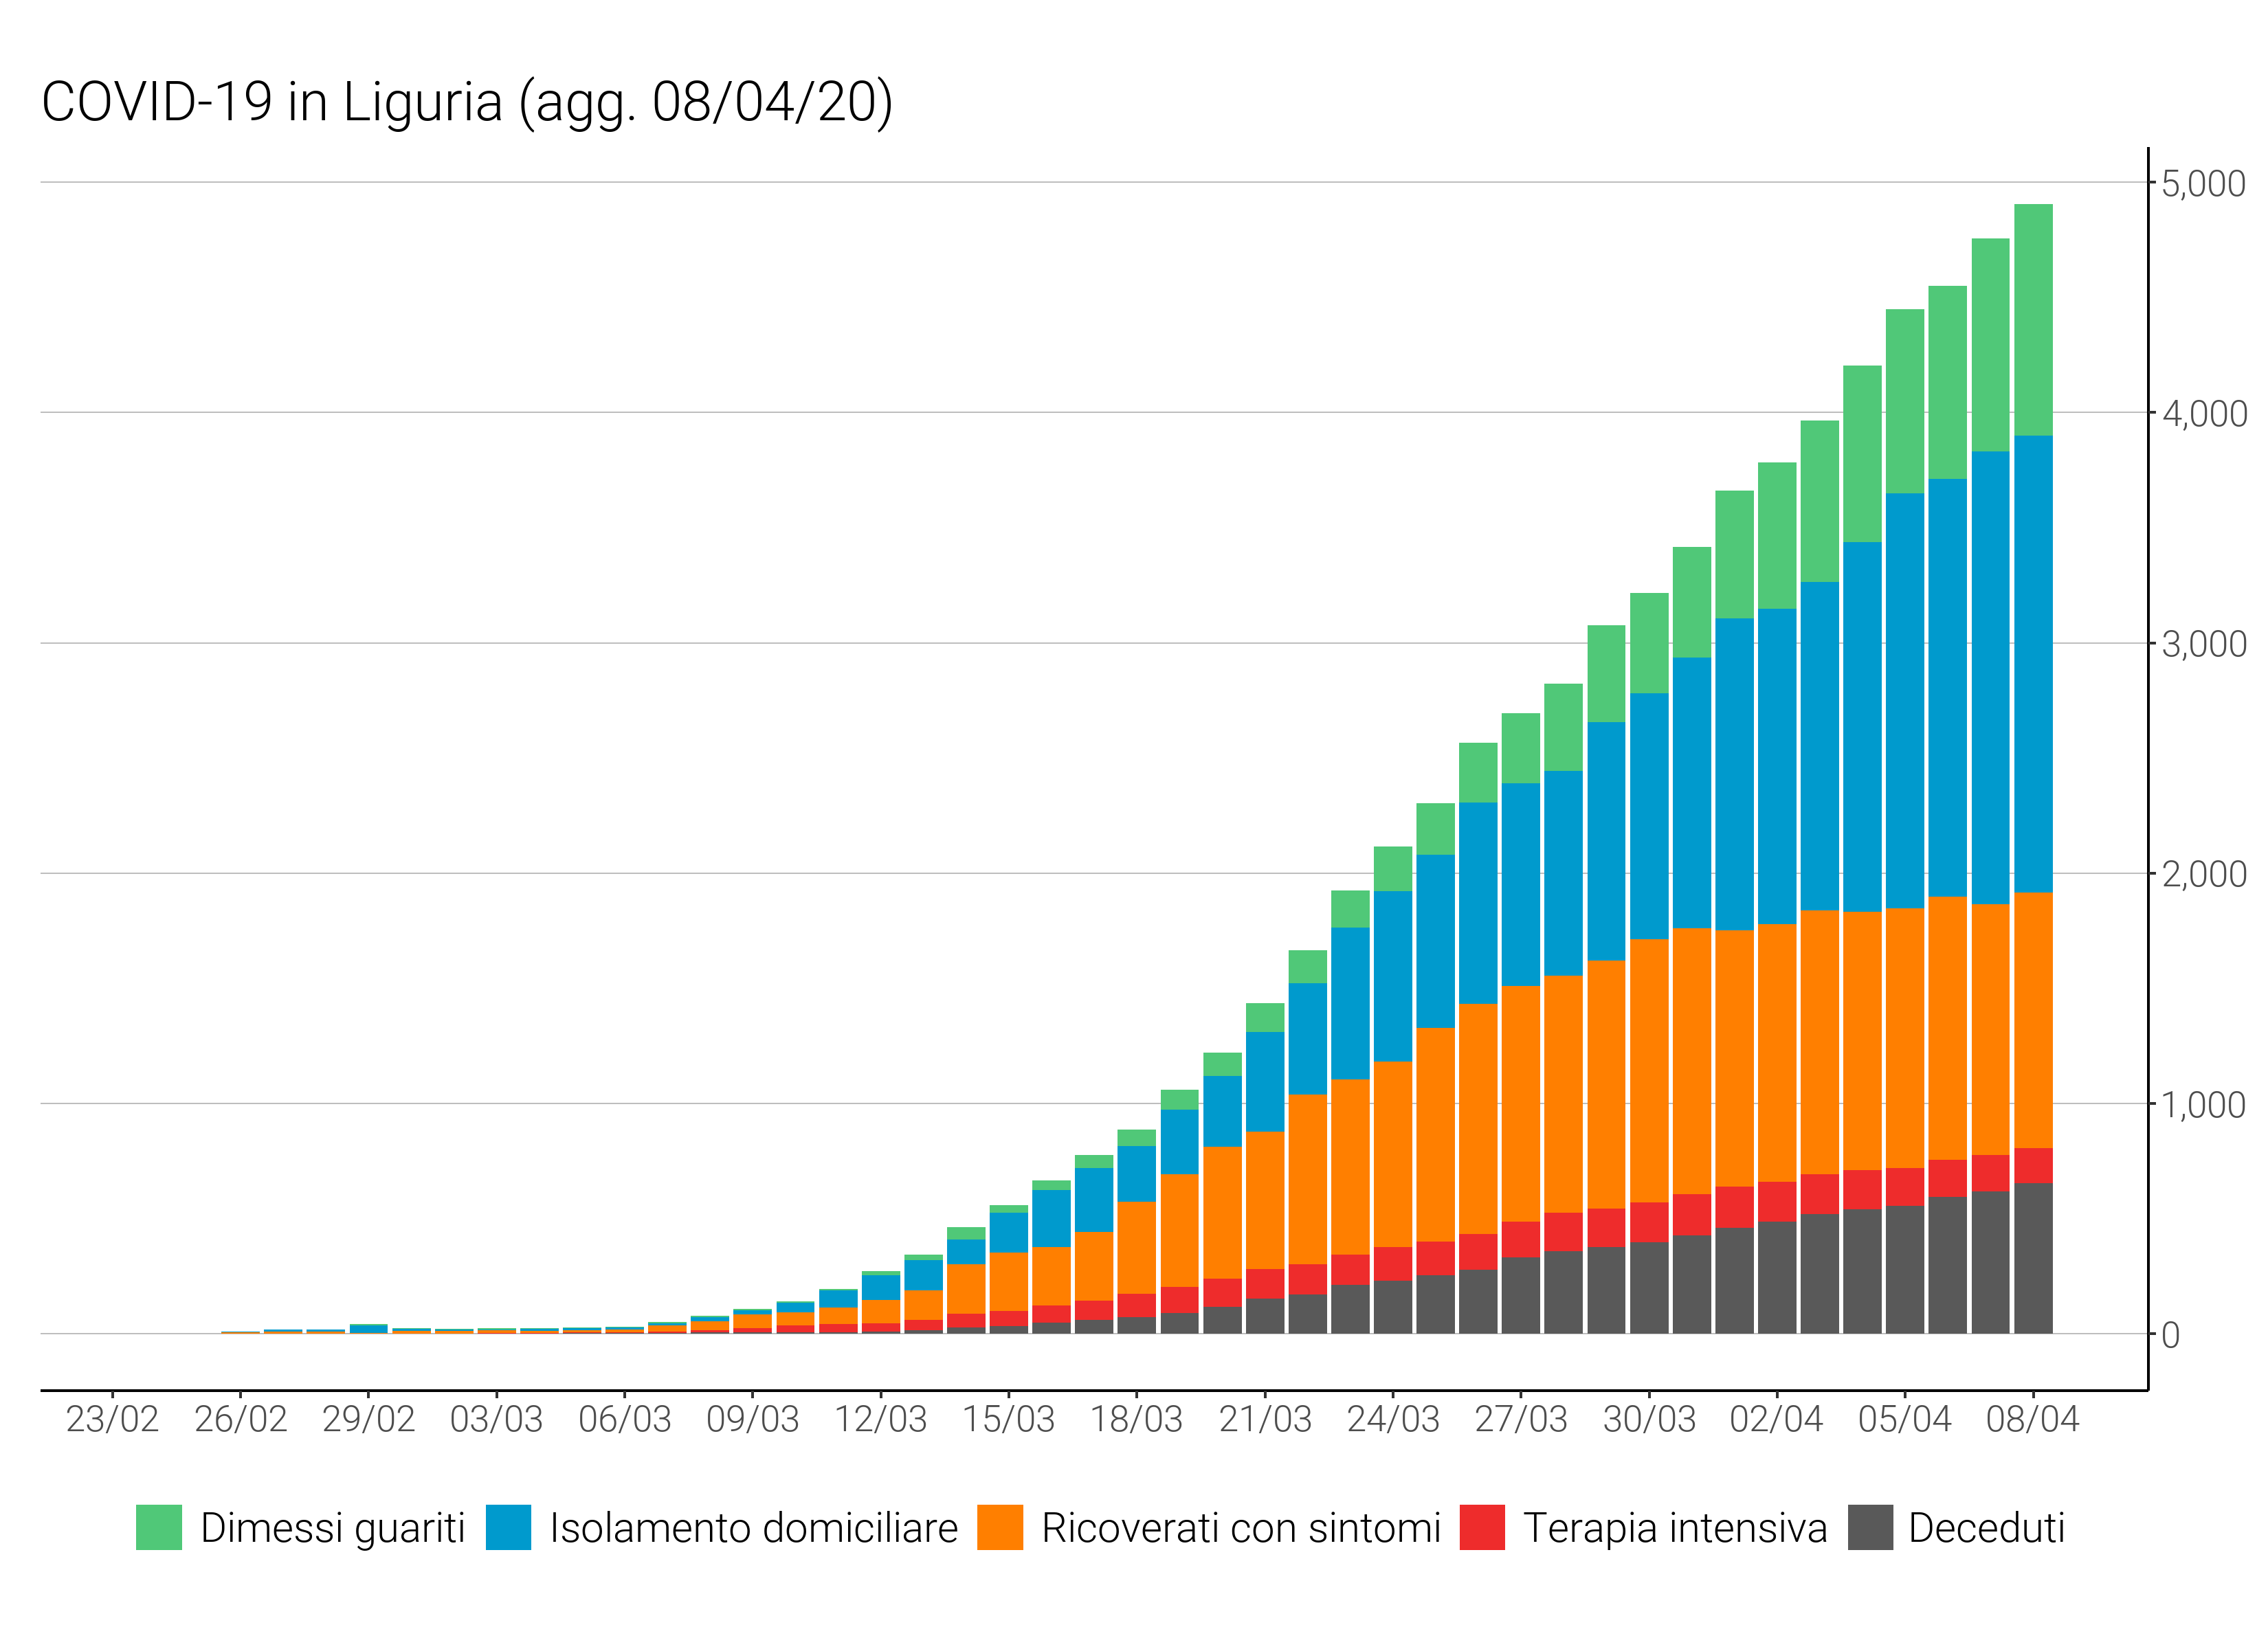 COVID-19 in Liguria (agg. 08/04/20)
5,000
4,000
3,000
2,000
1,000
0
23/02 26/02 29/02 03/03 06/03 09/03 12/03 15/03 18/03 21/03 24/03 27/03 30/03 02/04 05/04 08/04
Dimessi guariti Isolamento domiciliare Ricoverati con sintomi Terapia intensiva Deceduti